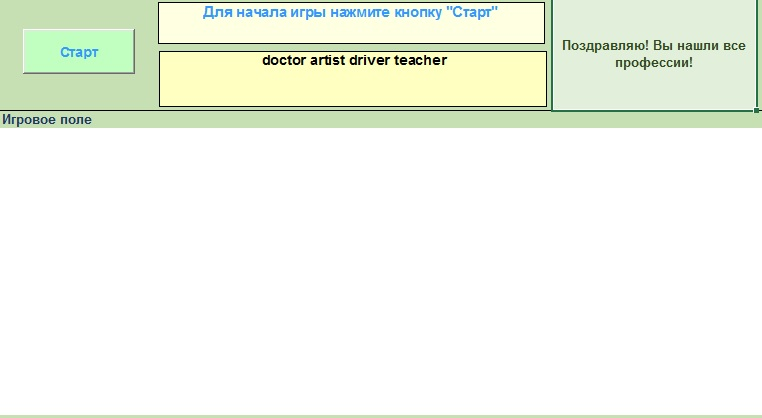 Для начала игры нажмите кнопку "Старт"
Старт
doctor artist driver teacher
Поздравляю! Вы нашли все
профессии!
Игровое поле